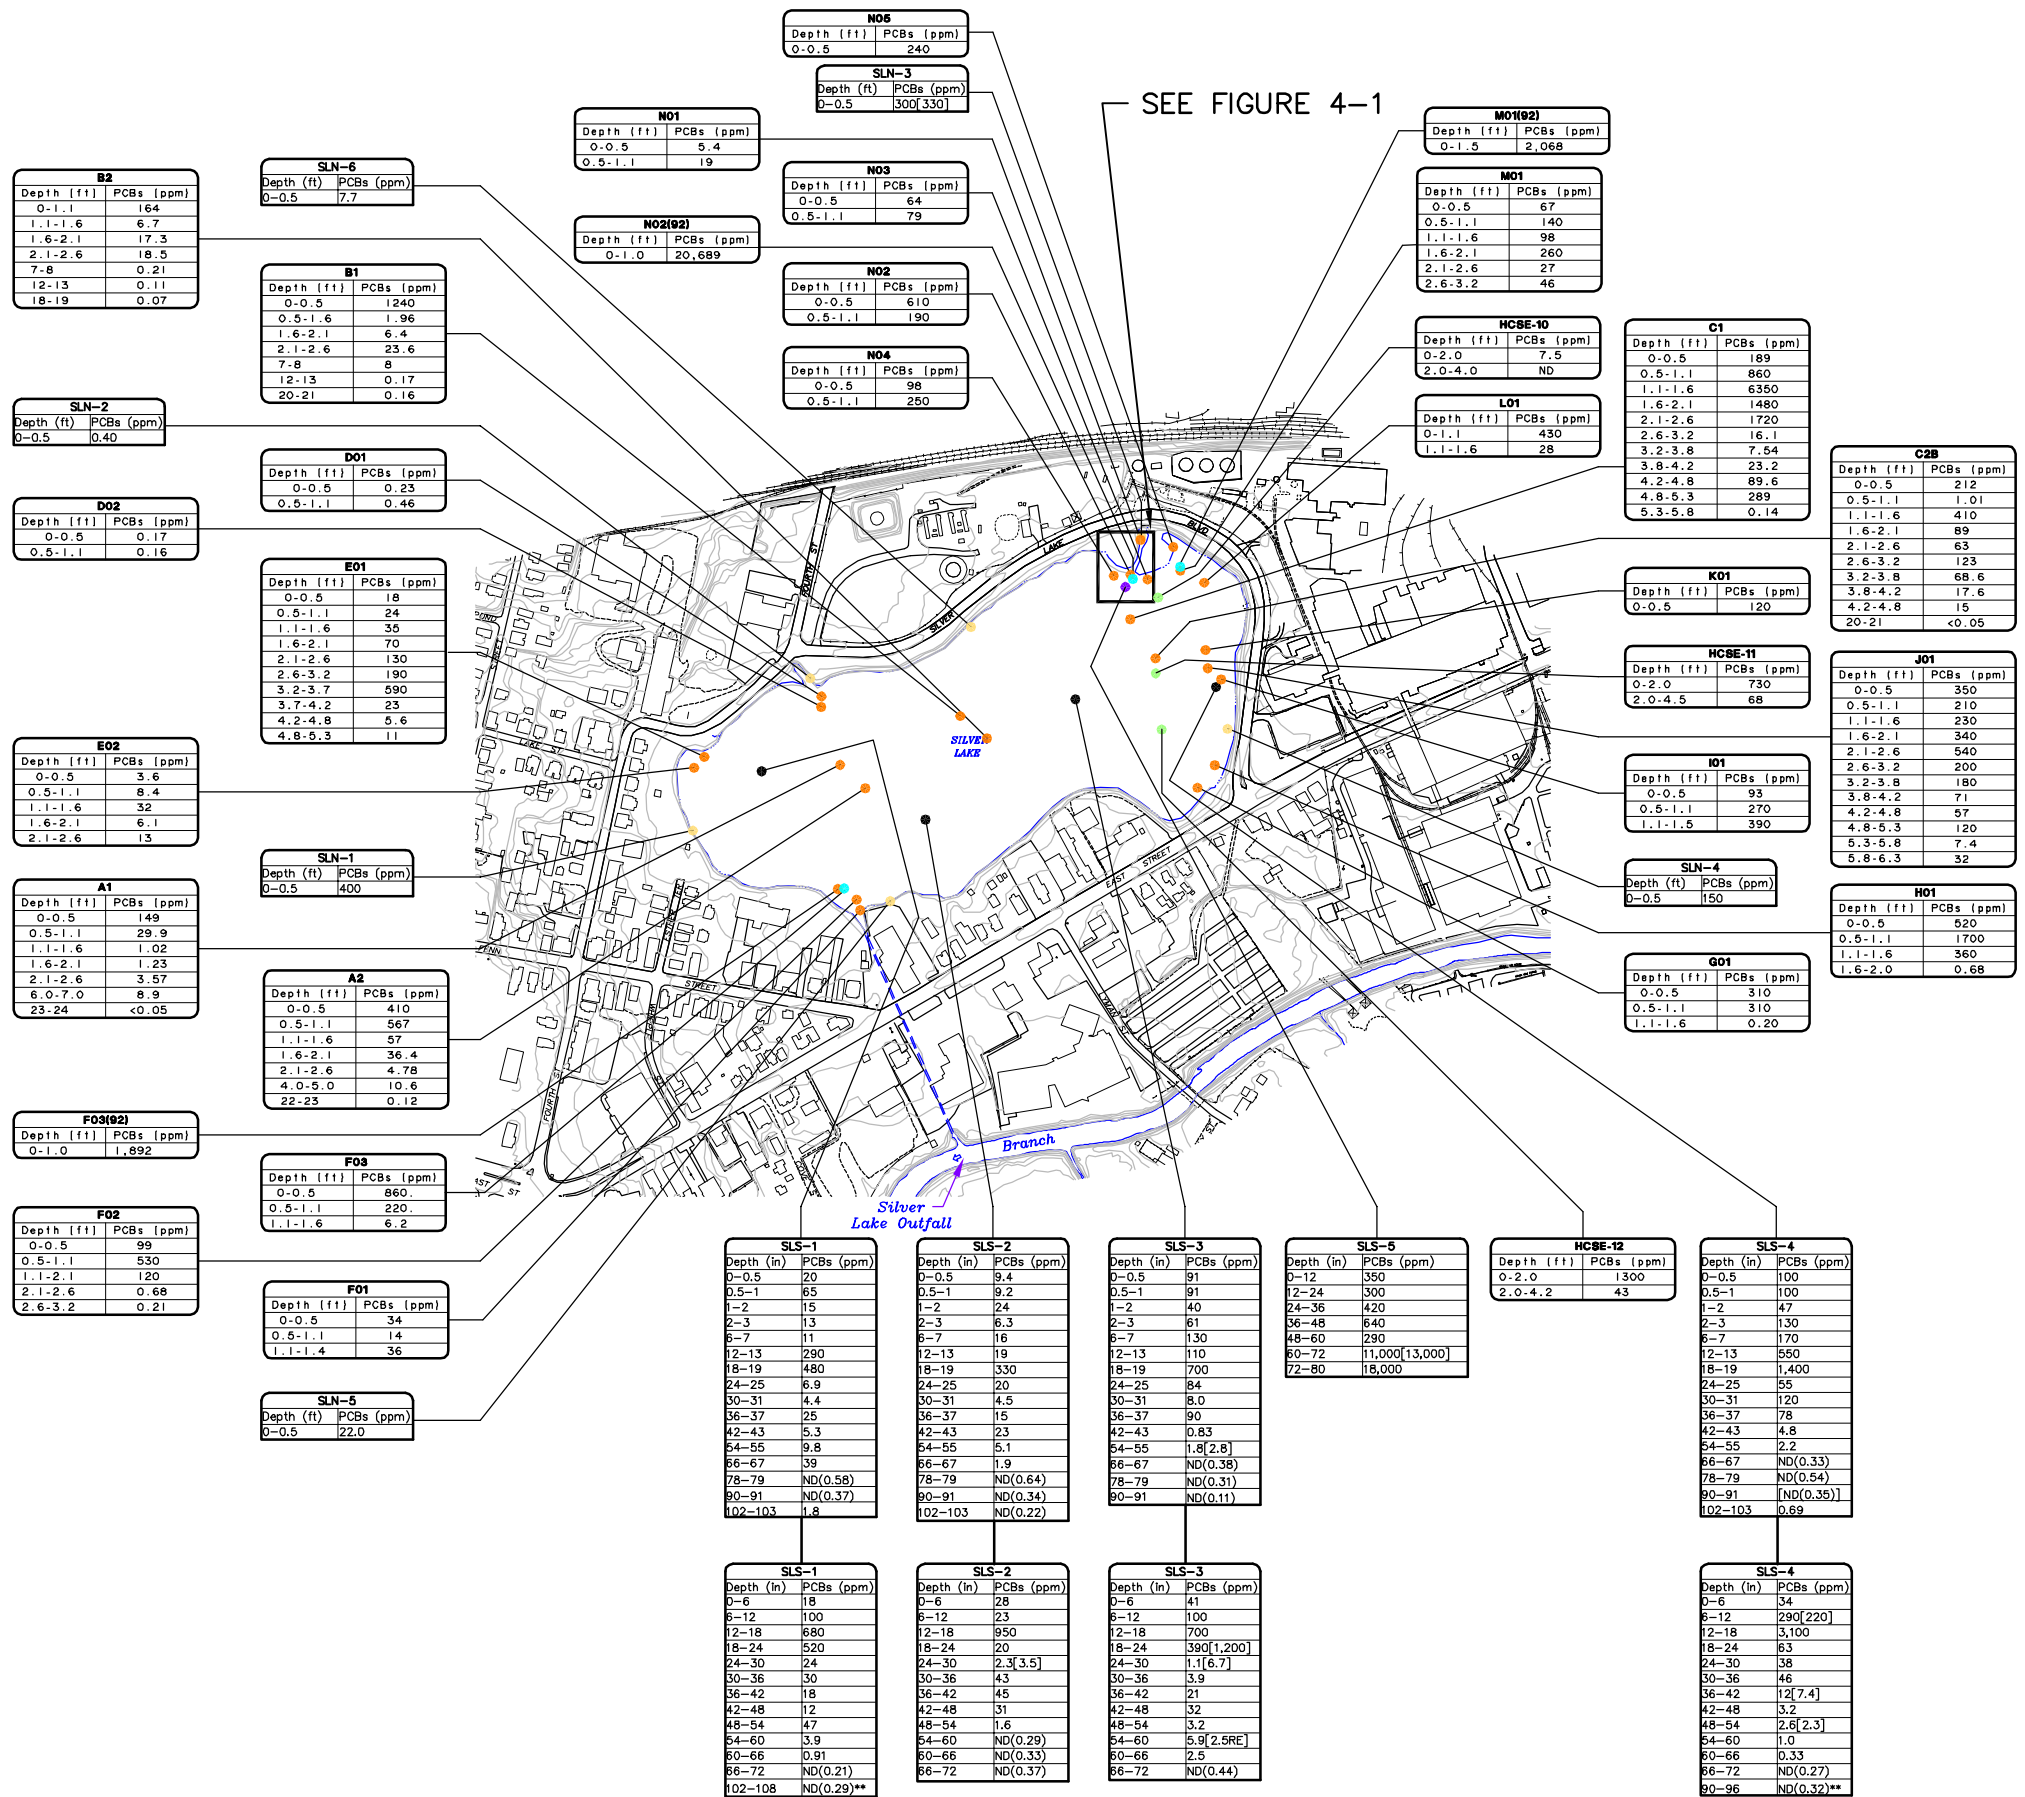 N05
Depth (ft) PCBs (ppm)
0-0.5 240
SLN-3
Depth (ft) PCBs (ppm)
0-0.5 300[330]
SEE FIGURE 4-1
N01
Depth (ft) PCBs (ppm)
0-0.5 5.4
0.5-1.1 19
N03
Depth (ft) PCBs (ppm)
0-0.5 64
0.5-1.1 79
N02(92)
Depth (ft) PCBs (ppm)
0-1.0 20,689
N02
Depth (ft) PCBs (ppm)
0-0.5 610
0.5-1.1 190
N04
Depth (ft) PCBs (ppm)
0-0.5 98
0.5-1.1 250
M01(92)
Depth (ft) PCBs (ppm)
0-1.5 2,068
M01
Depth (ft) PCBs (ppm)
0-0.5 67
0.5-1.1 140
1.1-1.6 98
1.6-2.1 260
2.1-2.6 27
2.6-3.2 46
HCSE-10
Depth (ft) PCBs (ppm)
0-2.0 7.5
2.0-4.0 ND
L01
Depth (ft) PCBs (ppm)
0-1.1 430
1.1-1.6 28
C1
Depth (ft) PCBs (ppm)
0-0.5 189
0.5-1.1 860
1.1-1.6 6350
1.6-2.1 1480
2.1-2.6 1720
2.6-3.2 16.1
3.2-3.8 7.54
3.8-4.2 23.2
4.2-4.8 89.6
4.8-5.3 289
5.3-5.8 0.14
C2B
Depth (ft) PCBs (ppm)
0-0.5 212
0.5-1.1 1.01
1.1-1.6 410
1.6-2.1 89
2.1-2.6 63
2.6-3.2 123
3.2-3.8 68.6
3.8-4.2 17.6
4.2-4.8 15
20-21 <0.05
K01
Depth (ft) PCBs (ppm)
0-0.5 120
HCSE-11
Depth (ft) PCBs (ppm)
0-2.0 730
2.0-4.5 68
J01
Depth (ft) PCBs (ppm)
0-0.5 350
0.5-1.1 210
1.1-1.6 230
1.6-2.1 340
2.1-2.6 540
2.6-3.2 200
3.2-3.8 180
3.8-4.2 71
4.2-4.8 57
4.8-5.3 120
5.3-5.8 7.4
5.8-6.3 32
I01
Depth (ft) PCBs (ppm)
0-0.5 93
0.5-1.1 270
1.1-1.5 390
SLN-4
Depth (ft) PCBs (ppm)
0-0.5 150
H01
Depth (ft) PCBs (ppm)
0-0.5 520
0.5-1.1 1700
1.1-1.6 360
1.6-2.0 0.68
G01
Depth (ft) PCBs (ppm)
0-0.5 310
0.5-1.1 310
1.1-1.6 0.20
B2
Depth (ft) PCBs (ppm)
0-1.1 164
1.1-1.6 6.7
1.6-2.1 17.3
2.1-2.6 18.5
7-8 0.21
12-13 0.11
18-19 0.07
SLN-6
Depth (ft) PCBs (ppm)
0-0.5 7.7
B1
Depth (ft) PCBs (ppm)
0-0.5 1240
0.5-1.6 1.96
1.6-2.1 6.4
2.1-2.6 23.6
7-8 8
12-13 0.17
20-21 0.16
SLN-2
Depth (ft) PCBs (ppm)
0-0.5 0.40
D01
Depth (ft) PCBs (ppm)
0-0.5 0.23
0.5-1.1 0.46
D02
Depth (ft) PCBs (ppm)
0-0.5 0.17
0.5-1.1 0.16
E01
Depth (ft) PCBs (ppm)
0-0.5 18
0.5-1.1 24
1.1-1.6 35
1.6-2.1 70
2.1-2.6 130
2.6-3.2 190
3.2-3.7 590
3.7-4.2 23
4.2-4.8 5.6
4.8-5.3 11
E02
Depth (ft) PCBs (ppm)
0-0.5 3.6
0.5-1.1 8.4
1.1-1.6 32
1.6-2.1 6.1
2.1-2.6 13
SLN-1
Depth (ft) PCBs (ppm)
0-0.5 400
A1
Depth (ft) PCBs (ppm)
0-0.5 149
0.5-1.1 29.9
1.1-1.6 1.02
1.6-2.1 1.23
2.1-2.6 3.57
6.0-7.0 8.9
23-24 <0.05
A2
Depth (ft) PCBs (ppm)
0-0.5 410
0.5-1.1 567
1.1-1.6 57
1.6-2.1 36.4
2.1-2.6 4.78
4.0-5.0 10.6
22-23 0.12
F03(92)
Depth (ft) PCBs (ppm)
0-1.0 1,892
F03
Depth (ft) PCBs (ppm)
0-0.5 860.
0.5-1.1 220.
1.1-1.6 6.2
F02
Depth (ft) PCBs (ppm)
0-0.5 99
0.5-1.1 530
1.1-2.1 120
2.1-2.6 0.68
2.6-3.2 0.21
F01
Depth (ft) PCBs (ppm)
0-0.5 34
0.5-1.1 14
1.1-1.4 36
SLN-5
Depth (ft) PCBs (ppm)
0-0.5 22.0
SILVER LAKE BLVD
FOURTH ST
POND
STREET
LAKE ST
SILVER
LAKE
EAST STREET
FENN
STREET
FOURTH ST
LYMAN ST
Branch
Silver
Lake Outfall
SLS-1
Depth (in) PCBs (ppm)
0-0.5 20
0.5-1 65
1-2 15
2-3 13
6-7 11
12-13 290
18-19 480
24-25 6.9
30-31 4.4
36-37 25
42-43 5.3
54-55 9.8
66-67 39
78-79 ND(0.58)
90-91 ND(0.37)
102-103 1.8
SLS-2
Depth (in) PCBs (ppm)
0-0.5 9.4
0.5-1 9.2
1-2 24
2-3 6.3
6-7 16
12-13 19
18-19 330
24-25 20
30-31 4.5
36-37 15
42-43 23
54-55 5.1
66-67 1.9
78-79 ND(0.64)
90-91 ND(0.34)
102-103 ND(0.22)
SLS-3
Depth (in) PCBs (ppm)
0-0.5 91
0.5-1 91
1-2 40
2-3 61
6-7 130
12-13 110
18-19 700
24-25 84
30-31 8.0
36-37 90
42-43 0.83
54-55 1.8[2.8]
66-67 ND(0.38)
78-79 ND(0.31)
90-91 ND(0.11)
SLS-5
Depth (in) PCBs (ppm)
0-12 350
12-24 300
24-36 420
36-48 640
48-60 290
60-72 11,000[13,000]
72-80 18,000
HCSE-12
Depth (ft) PCBs (ppm)
0-2.0 1300
2.0-4.2 43
SLS-4
Depth (in) PCBs (ppm)
0-0.5 100
0.5-1 100
1-2 47
2-3 130
6-7 170
12-13 550
18-19 1,400
24-25 55
30-31 120
36-37 78
42-43 4.8
54-55 2.2
66-67 ND(0.33)
78-79 ND(0.54)
90-91 [ND(0.35)]
102-103 0.69
SLS-1
Depth (in) PCBs (ppm)
0-6 18
6-12 100
12-18 680
18-24 520
24-30 24
30-36 30
36-42 18
42-48 12
48-54 47
54-60 3.9
60-66 0.91
66-72 ND(0.21)
102-108 ND(0.29)**
SLS-2
Depth (in) PCBs (ppm)
0-6 28
6-12 23
12-18 950
18-24 20
24-30 2.3[3.5]
30-36 43
36-42 45
42-48 31
48-54 1.6
54-60 ND(0.29)
60-66 ND(0.33)
66-72 ND(0.37)
SLS-3
Depth (in) PCBs (ppm)
0-6 41
6-12 100
12-18 700
18-24 390[1,200]
24-30 1.1[6.7]
30-36 3.9
36-42 21
42-48 32
48-54 3.2
54-60 5.9[2.5RE]
60-66 2.5
66-72 ND(0.44)
SLS-4
Depth (in) PCBs (ppm)
0-6 34
6-12 290[220]
12-18 3,100
18-24 63
24-30 38
30-36 46
36-42 12[7.4]
42-48 3.2
48-54 2.6[2.3]
54-60 1.0
60-66 0.33
66-72 ND(0.27)
90-96 ND(0.32)**